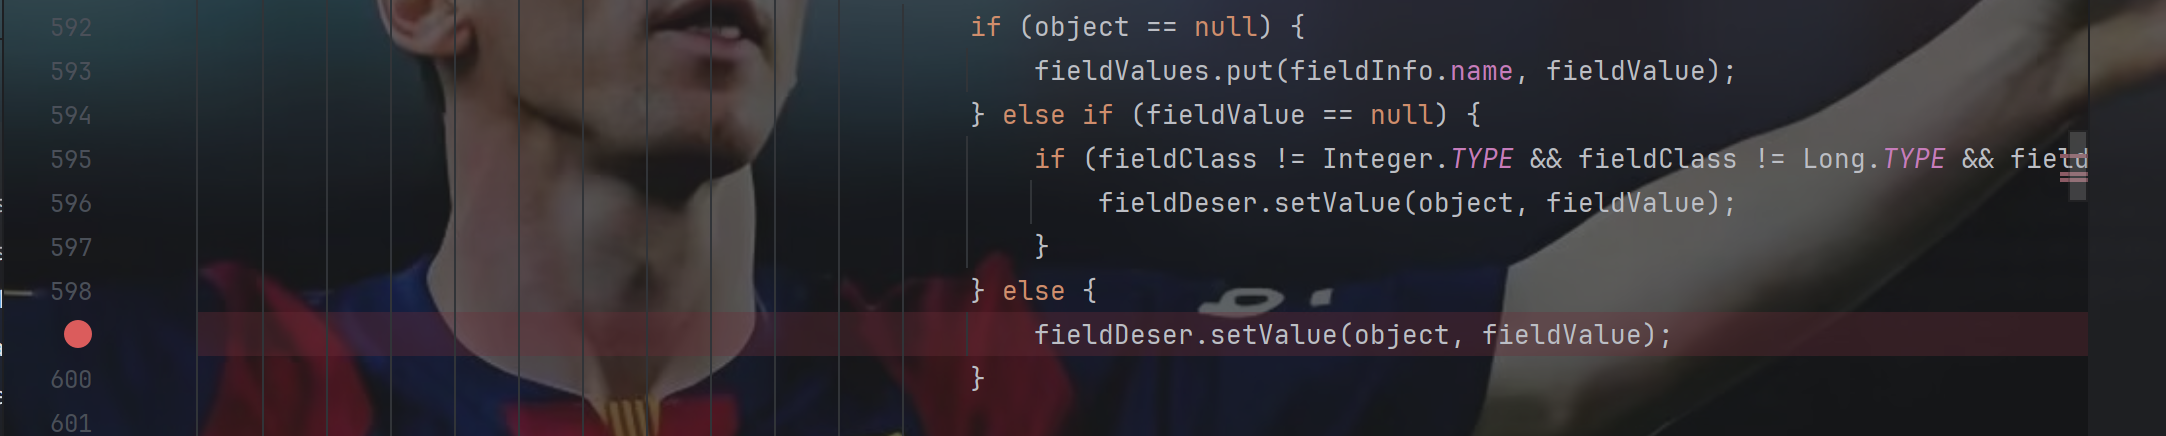 592 if (object == null) {
593 fieldValues.put(fieldInfo.name, fieldValue);
594 } else if (fieldValue == null) {
595 if (fieldClass != Integer.TYPE && fieldClass != Long.TYPE && field
596 fieldDeser.setValue(object, fieldValue);
597 }
598 } else {
fieldDeser.setValue(object, fieldValue);
600 }
601